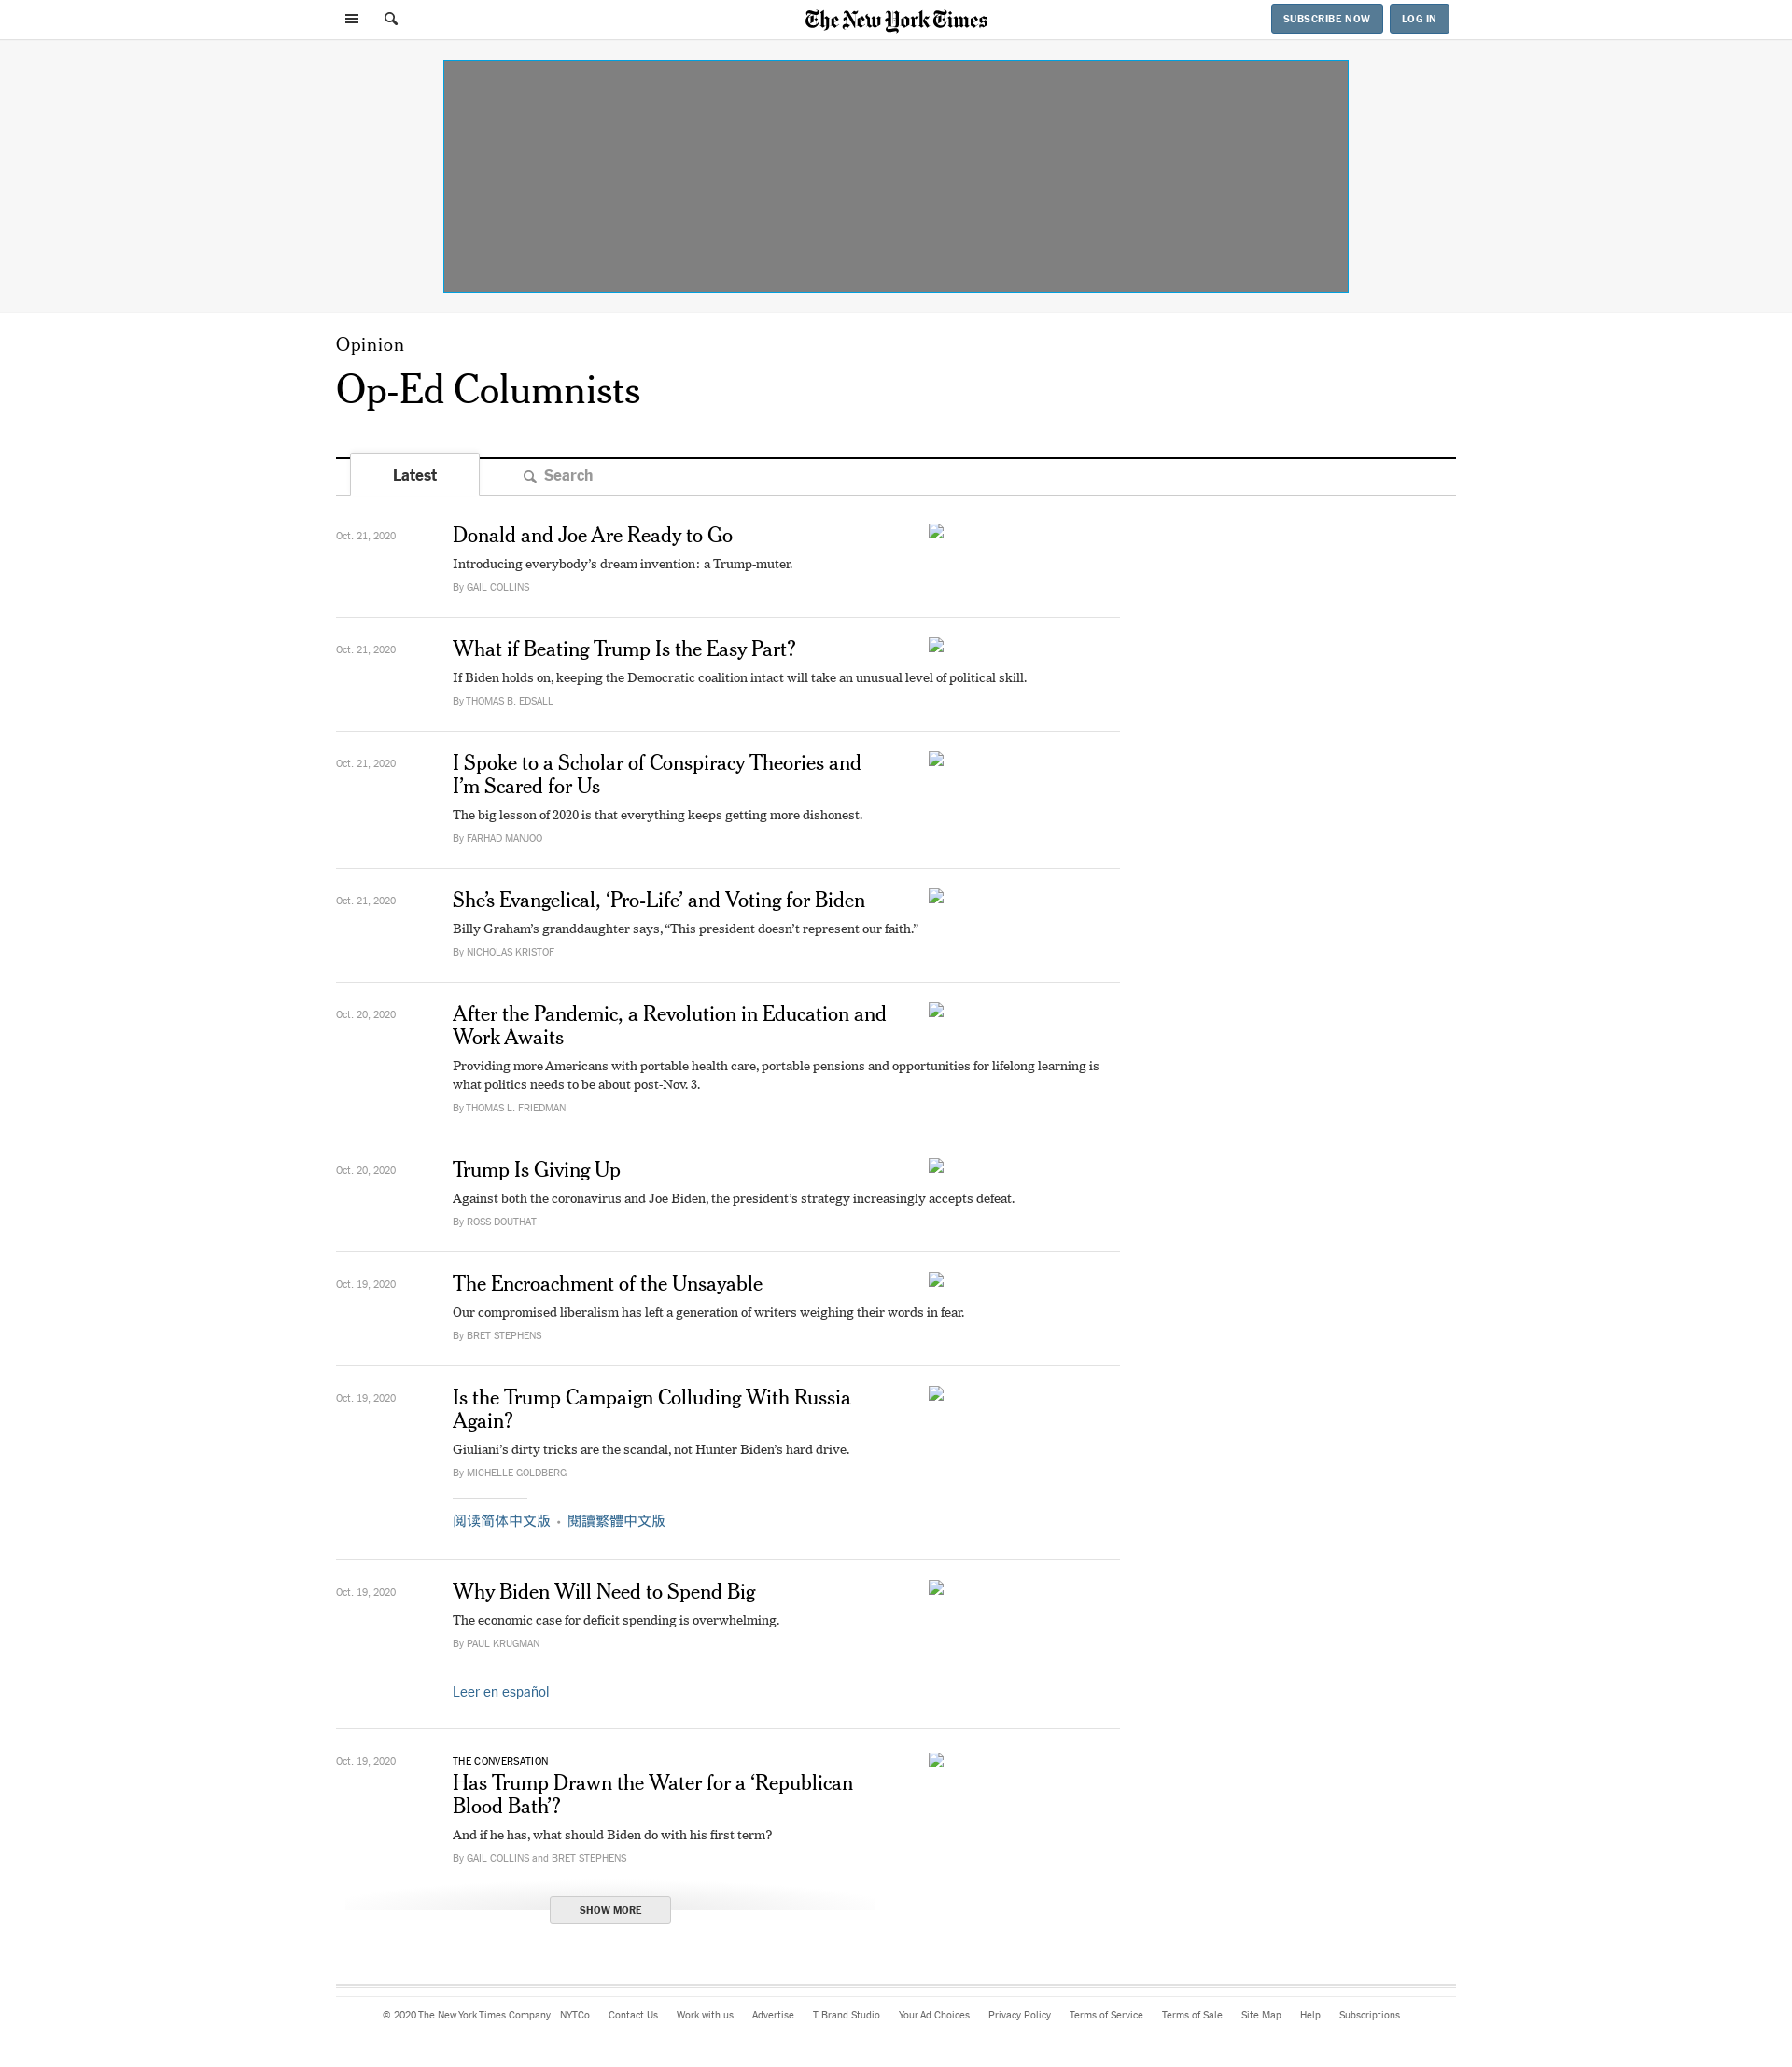 The New York Times
SUBSCRIBE NOW
LOG IN
Opinion
Op-Ed Columnists
Latest
Search
Oct. 21, 2020
Donald and Joe Are Ready to Go
Introducing everybody’s dream invention: a Trump-muter.
By GAIL COLLINS
Oct. 21, 2020
What if Beating Trump Is the Easy Part?
If Biden holds on, keeping the Democratic coalition intact will take an unusual level of political skill.
By THOMAS B. EDSALL
Oct. 21, 2020
I Spoke to a Scholar of Conspiracy Theories and
I’m Scared for Us
The big lesson of 2020 is that everything keeps getting more dishonest.
By FARHAD MANJOO
Oct. 21, 2020
She’s Evangelical, ‘Pro-Life’ and Voting for Biden
Billy Graham’s granddaughter says, “This president doesn’t represent our faith.”
By NICHOLAS KRISTOF
Oct. 20, 2020
After the Pandemic, a Revolution in Education and
Work Awaits
Providing more Americans with portable health care, portable pensions and opportunities for lifelong learning is
what politics needs to be about post-Nov. 3.
By THOMAS L. FRIEDMAN
Oct. 20, 2020
Trump Is Giving Up
Against both the coronavirus and Joe Biden, the president’s strategy increasingly accepts defeat.
By ROSS DOUTHAT
Oct. 19, 2020
The Encroachment of the Unsayable
Our compromised liberalism has left a generation of writers weighing their words in fear.
By BRET STEPHENS
Oct. 19, 2020
Is the Trump Campaign Colluding With Russia
Again?
Giuliani’s dirty tricks are the scandal, not Hunter Biden’s hard drive.
By MICHELLE GOLDBERG
阅读简体中文版 • 閱讀繁體中文版
Oct. 19, 2020
Why Biden Will Need to Spend Big
The economic case for deficit spending is overwhelming.
By PAUL KRUGMAN
Leer en español
Oct. 19, 2020
THE CONVERSATION
Has Trump Drawn the Water for a ‘Republican
Blood Bath’?
And if he has, what should Biden do with his first term?
By GAIL COLLINS and BRET STEPHENS
SHOW MORE
© 2020 The New York Times Company NYTCo Contact Us Work with us Advertise T Brand Studio Your Ad Choices Privacy Policy Terms of Service Terms of Sale Site Map Help Subscriptions